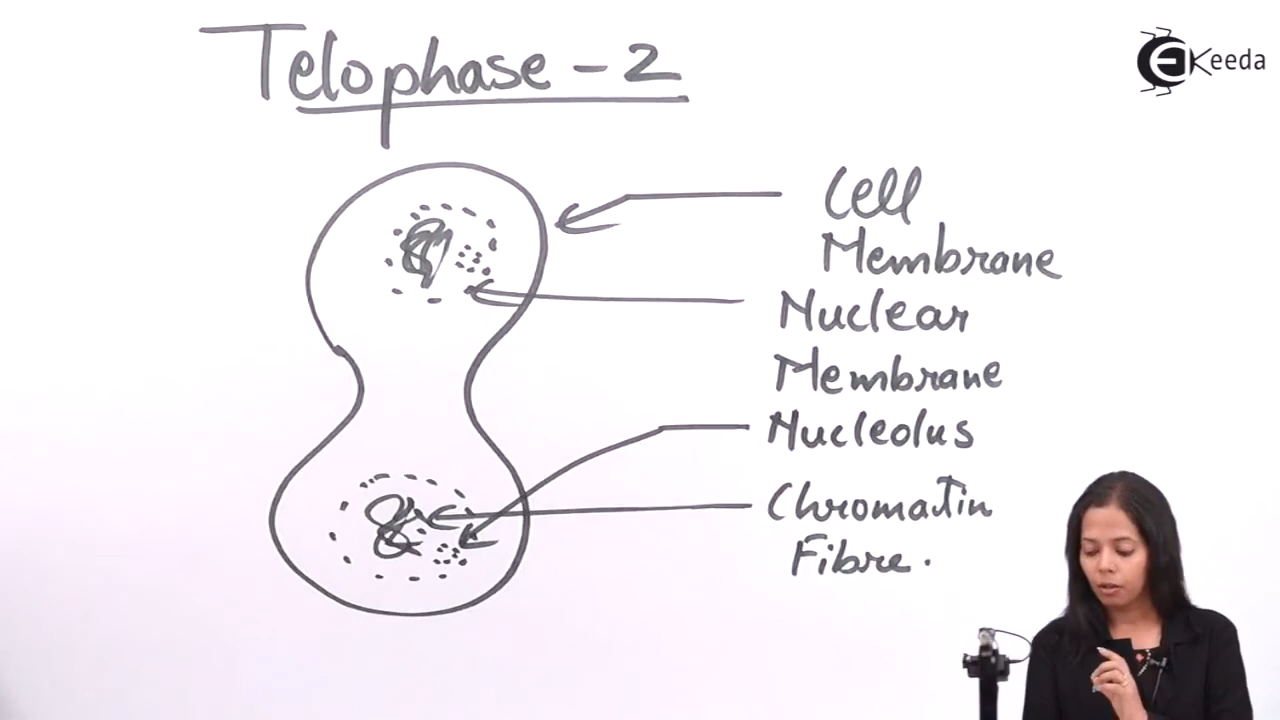 Telophase - 2
EKeeda
Cell
Membrane
Nuclear
Membrane
Nucleolus
Chromatin
Fibre.